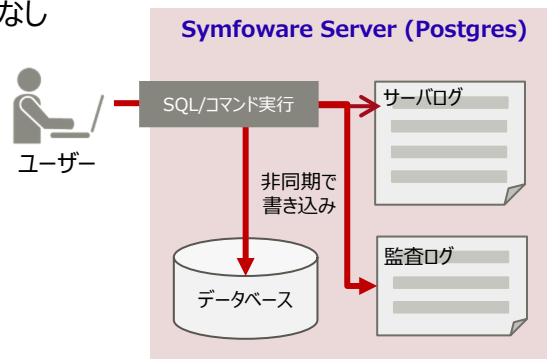 なし
Symfoware Server (Postgres)
SQL/コマンド実行
サーバログ
ユーザー
非同期で
書き込み
監査ログ
データベース